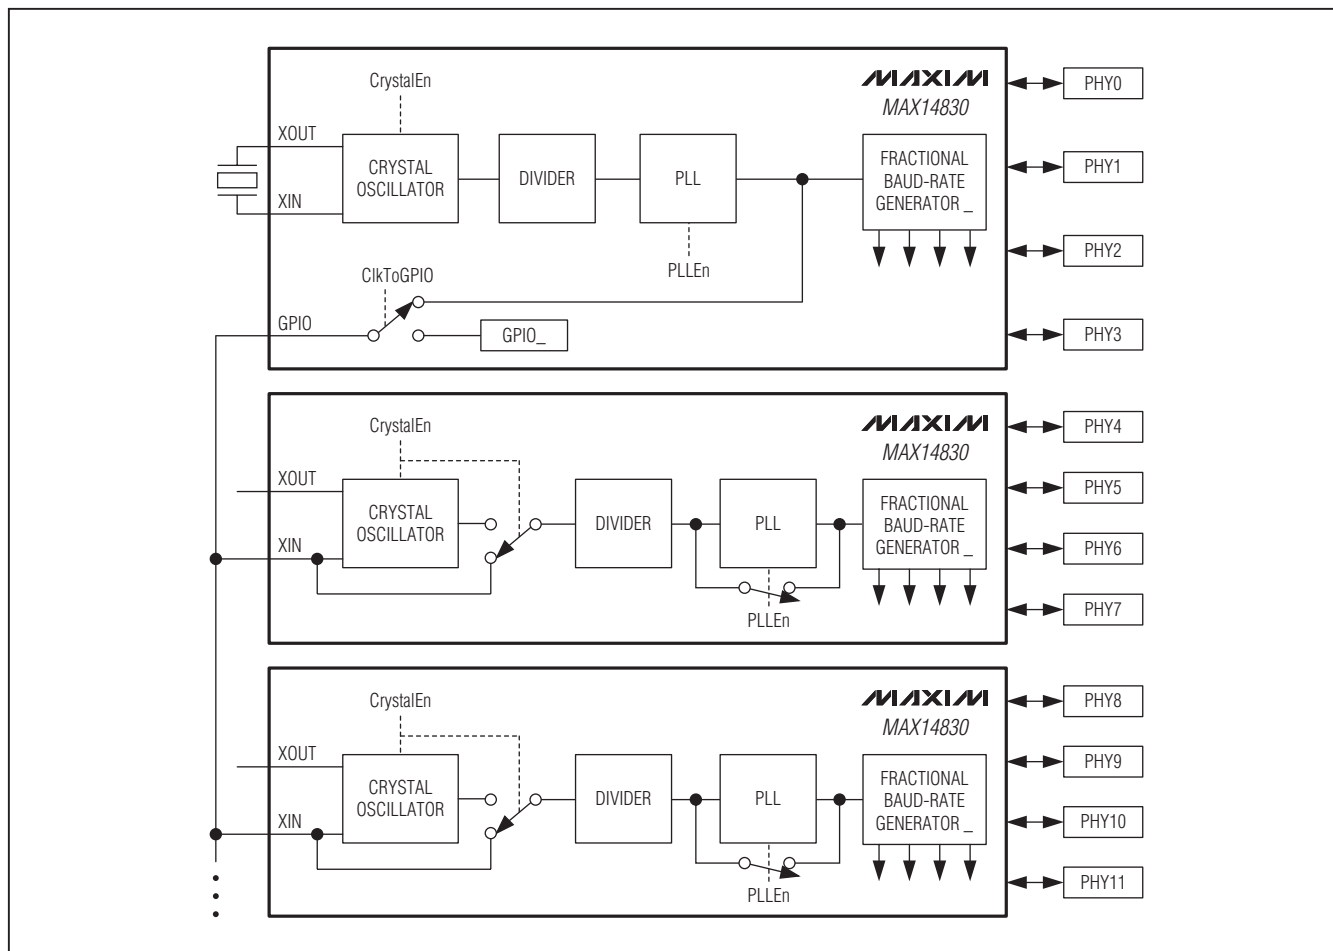 CrystalEn
MAXIM
MAX14830
PHY0
XOUT
CRYSTAL
OSCILLATOR
DIVIDER
PLL
FRACTIONAL
BAUD-RATE
GENERATOR _
PHY1
XIN
PHY2
PLLEn
ClkToGPIO
GPIO
GPIO_
PHY3
CrystalEn
MAXIM
MAX14830
PHY4
XOUT
CRYSTAL
OSCILLATOR
DIVIDER
PLL
FRACTIONAL
BAUD-RATE
GENERATOR _
PHY5
XIN
PHY6
PLLEn
PHY7
CrystalEn
MAXIM
MAX14830
PHY8
XOUT
CRYSTAL
OSCILLATOR
DIVIDER
PLL
FRACTIONAL
BAUD-RATE
GENERATOR _
PHY9
XIN
PHY10
PLLEn
PHY11